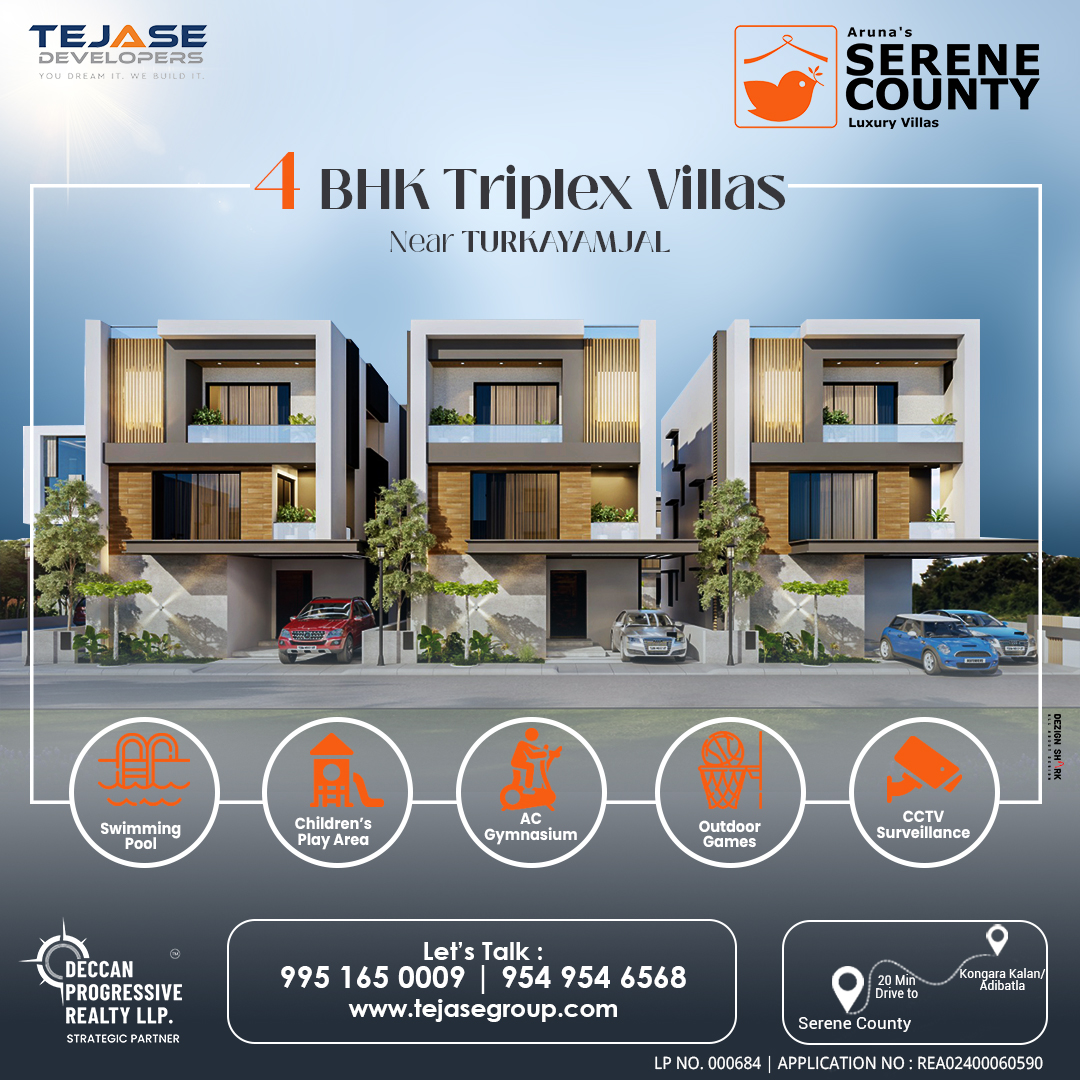 TEJASE
DEVELOPERS
YOU DREAM IT. WE BUILD IT.
Aruna's
SERENE
COUNTY
Luxury Villas
4 BHK Triplex Villas
Near TURKAYAMJAL
DEZIGN SHARK
Swimming
Pool
Children's
Play Area
AC
Gymnasium
Outdoor
Games
CCTV
Surveillance
DECCAN
PROGRESSIVE
REALTY LLP.
STRATEGIC PARTNER
TM
Let's Talk :
995 165 0009 | 954 954 6568
www.tejasegroup.com
20 Min
Drive to
Kongara Kalan/
Adibatla
Serene County
LP NO. 000684 | APPLICATION NO : REA02400060590